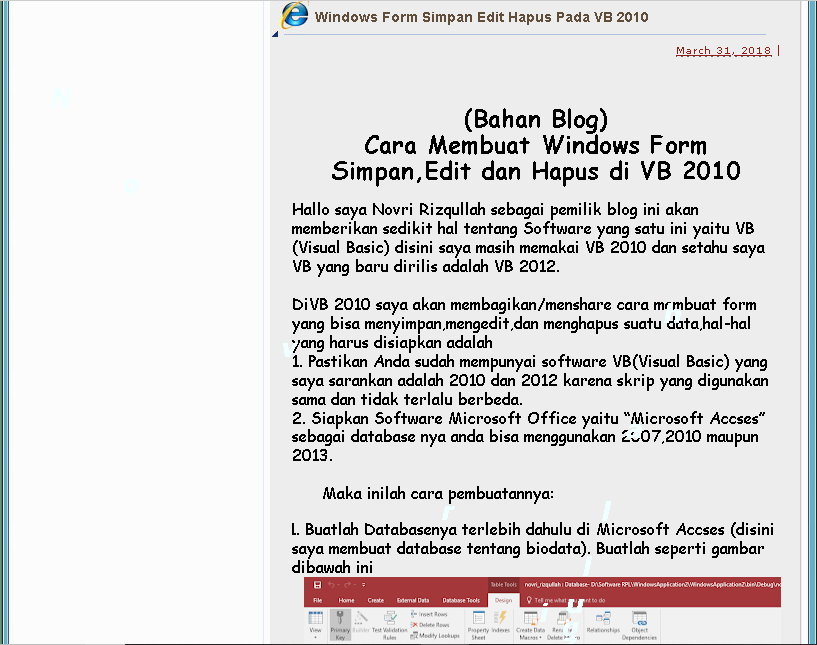 Windows Form Simpan Edit Hapus Pada VB 2010
March 31, 2018
(Bahan Blog)
Cara Membuat Windows Form
Simpan,Edit dan Hapus di VB 2010
Hallo saya Novri Rizqullah sebagai pemilik blog ini akan
memberikan sedikit hal tentang Software yang satu ini yaitu VB
(Visual Basic) disini saya masih memakai VB 2010 dan setahu saya
VB yang baru dirilis adalah VB 2012.
DiVB 2010 saya akan membagikan/menshare cara membuat form
yang bisa menyimpan,mengedit,dan menghapus suatu data,hal-hal
yang harus disiapkan adalah
1. Pastikan Anda sudah mempunyai software VB(Visual Basic) yang
saya sarankan adalah 2010 dan 2012 karena skrip yang digunakan
sama dan tidak terlalu berbeda.
2. Siapkan Software Microsoft Office yaitu “Microsoft Accses”
sebagai database nya anda bisa menggunakan 2007,2010 maupun
2013.
Maka inilah cara pembuatannya:
I. Buatlah Databasenya terlebih dahulu di Microsoft Accses (disini
saya membuat database tentang biodata). Buatlah seperti gambar
dibawah ini
Table Tools novri_rizqullah : Database- D:\Software RPL\WindowsApplication2\WindowsApplication2\bin\Debug\no
File Home Create External Data Database Tools Design Tell me what you want to do
View Primary Key Builder Test Validation Rules Insert Rows Delete Rows Modify Lookups Property Sheet Indexes Create Data Macros Delete Relationships Object Dependencies